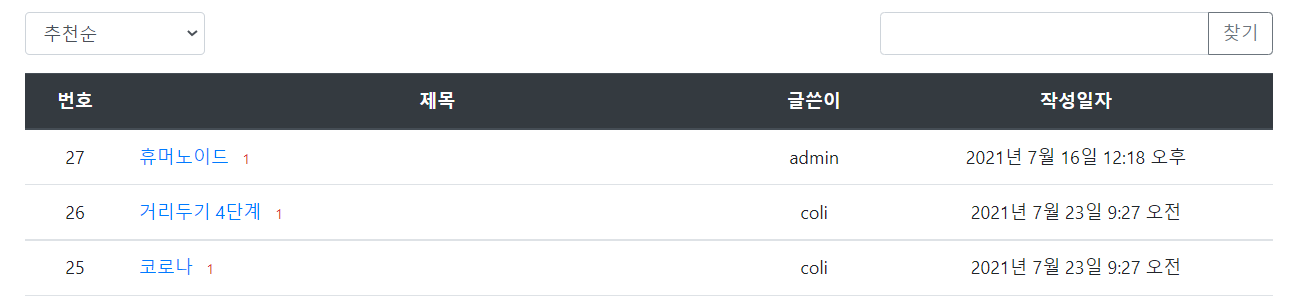 추천순 찾기
번호 제목 글쓴이 작성일자
27 휴머노이드 1 admin 2021년 7월 16일 12:18 오후
26 거리두기 4단계 1 coli 2021년 7월 23일 9:27 오전
25 코로나 1 coli 2021년 7월 23일 9:27 오전